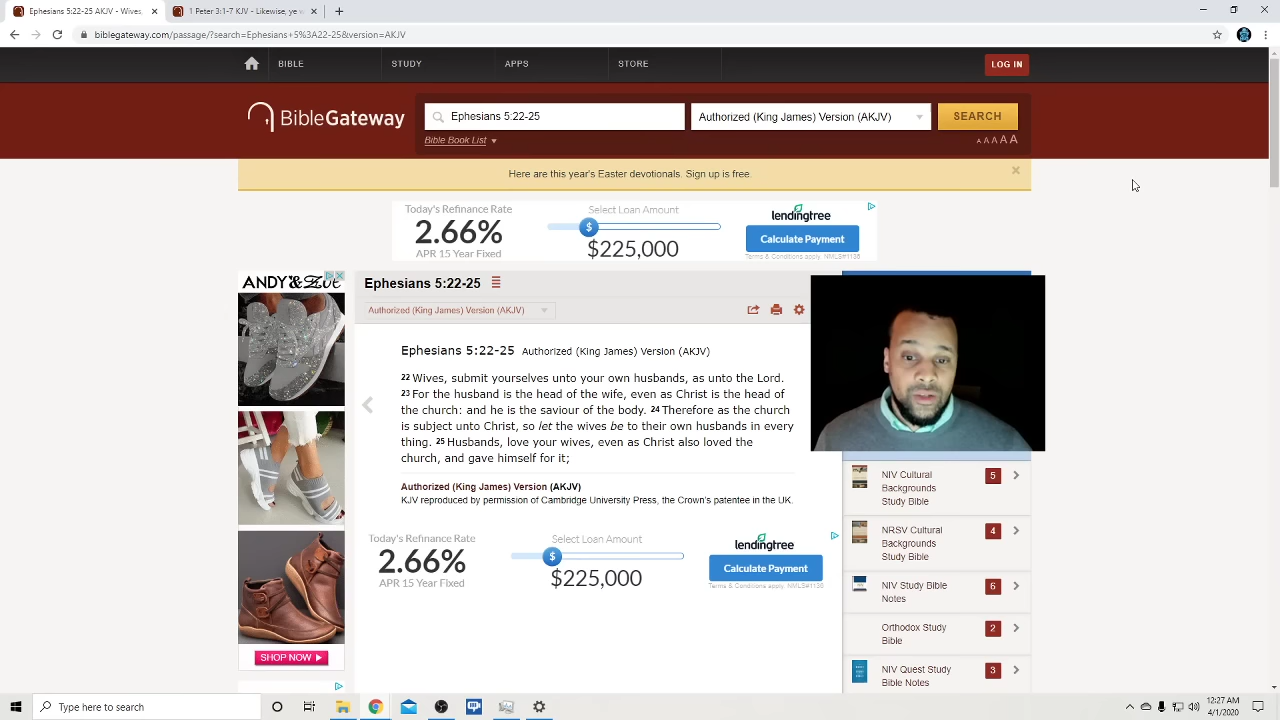 Ephesians 5:22-25 AKJV - Wives,
1 Peter 3:1-7 KJV - Likewise, ye wi
biblegateway.com/passage/?search=Ephesians+5%3A22-25&version=AKJV
BIBLE STUDY APPS STORE LOG IN
BibleGateway
Ephesians 5:22-25
Authorized (King James) Version (AKJV)
SEARCH
Bible Book List
A A A A A
Here are this year's Easter devotionals. Sign up is free.
Today's Refinance Rate
2.66%
APR 15 Year Fixed
Select Loan Amount
$
$225,000
lendingtree
Calculate Payment
Terms & Conditions apply. NMLS#1136
ANDY & Zoe
SHOP NOW
Ephesians 5:22-25
Authorized (King James) Version (AKJV)
Ephesians 5:22-25 Authorized (King James) Version (AKJV)
22 Wives, submit yourselves unto your own husbands, as unto the Lord.
23 For the husband is the head of the wife, even as Christ is the head of
the church: and he is the saviour of the body. 24 Therefore as the church
is subject unto Christ, so let the wives be to their own husbands in every
thing. 25 Husbands, love your wives, even as Christ also loved the
church, and gave himself for it;
Authorized (King James) Version (AKJV)
KJV reproduced by permission of Cambridge University Press, the Crown's patentee in the UK.
Today's Refinance Rate
2.66%
APR 15 Year Fixed
Select Loan Amount
$
$225,000
lendingtree
Calculate Payment
Terms & Conditions apply. NMLS#1136
NIV Cultural
Backgrounds
Study Bible
5
NRSV Cultural
Backgrounds
Study Bible
4
NIV Study Bible
Notes
6
Orthodox Study
Bible
2
NIV Quest Study
Bible Notes
3
Type here to search
12:27 AM
4/1/2020